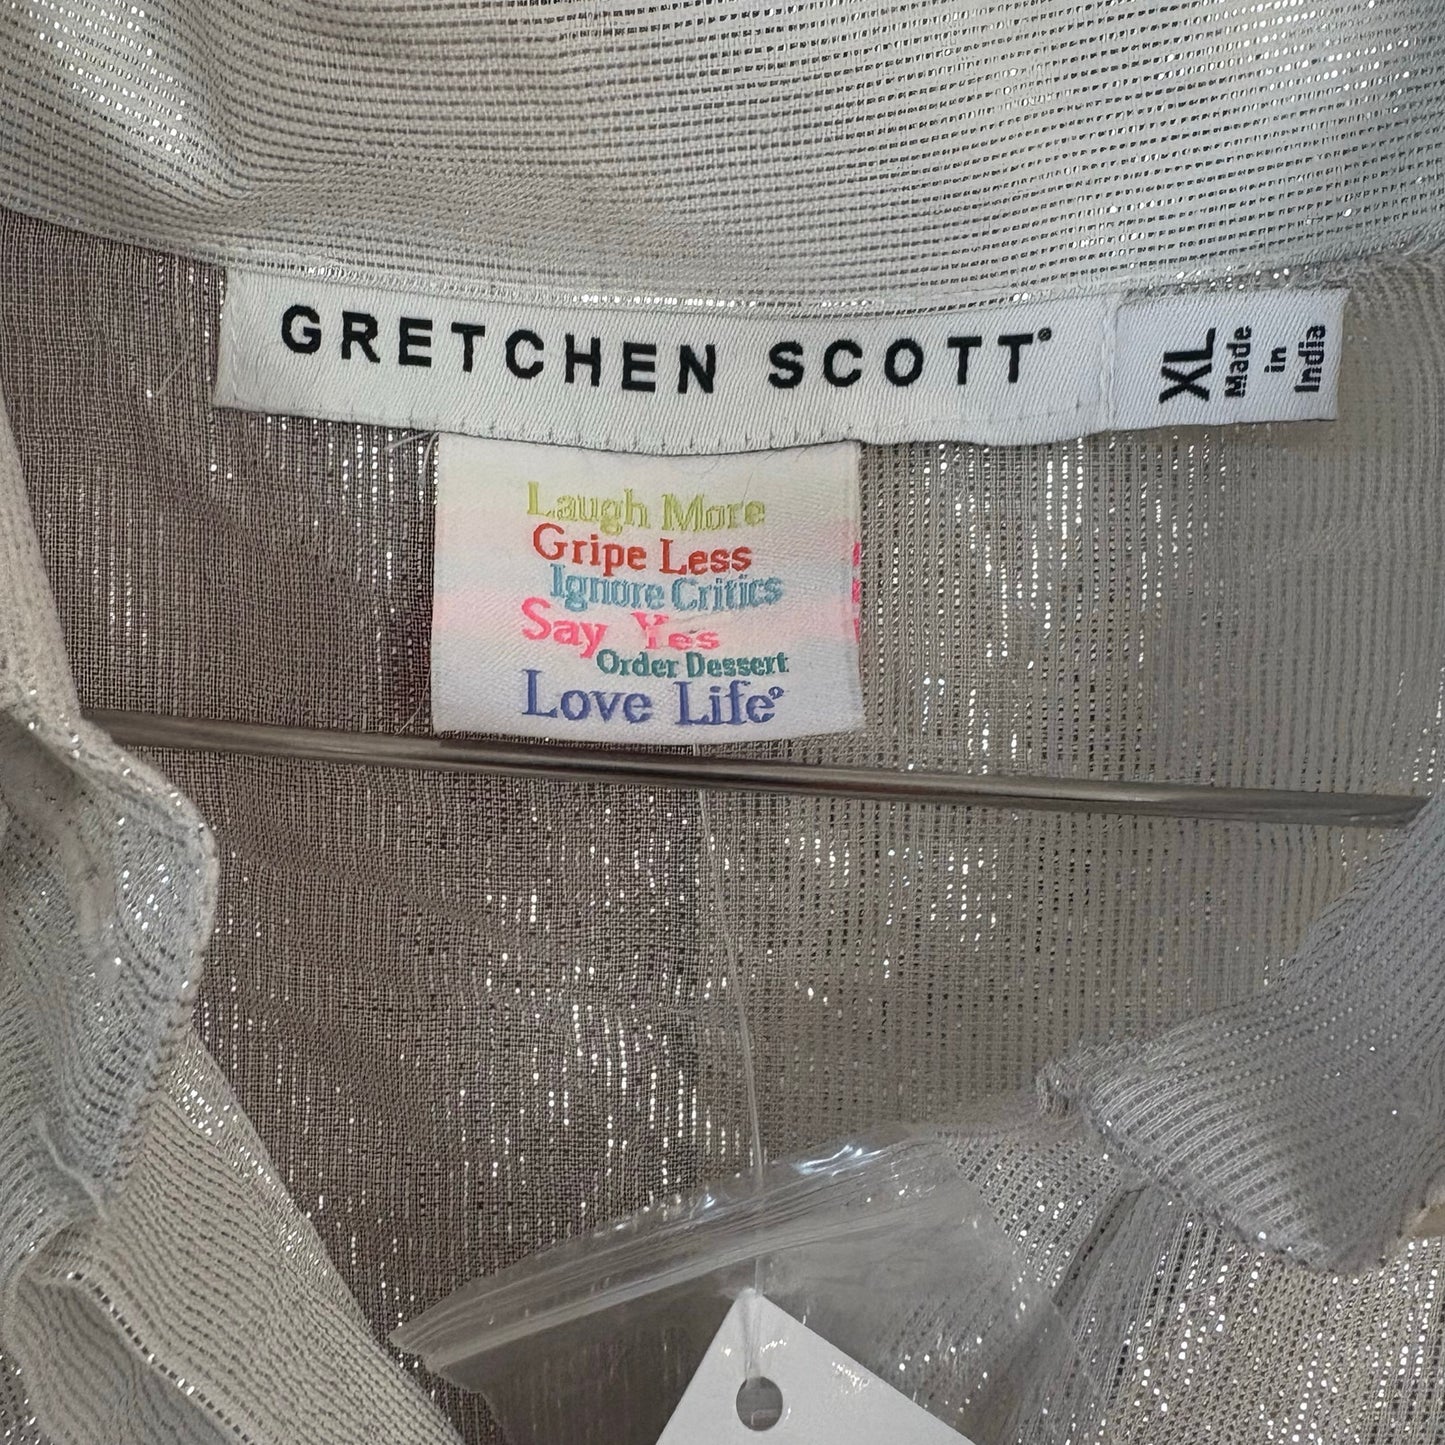 GRETCHEN SCOTT®
XL
Made
in
India
Laugh More
Gripe Less
Ignore Critics
Say Yes
Order Dessert
Love Life®